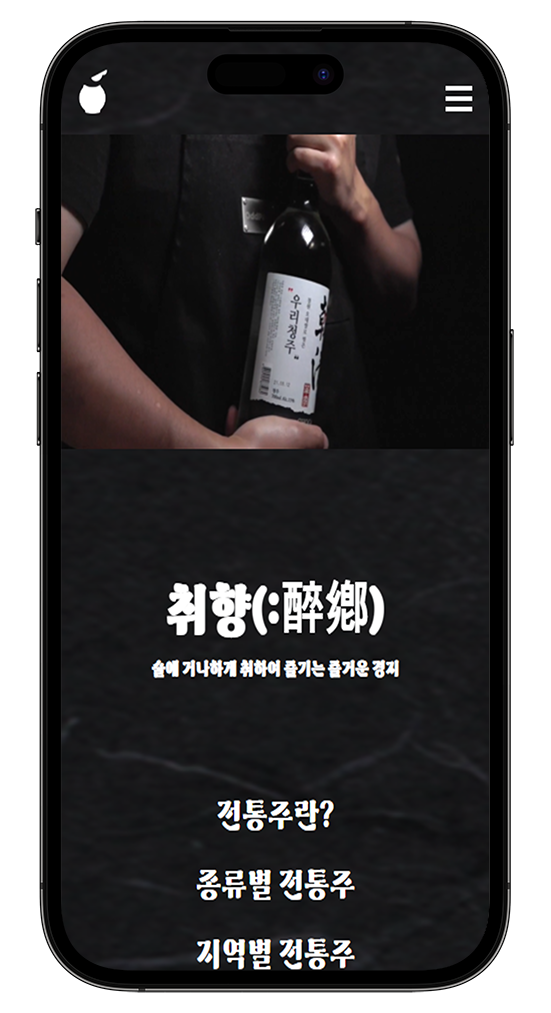 "우리청주"
취향(:醉鄕)
술에 거나하게 취하여 즐기는 즐거운 경지
전통주란?
종류별 전통주
지역별 전통주